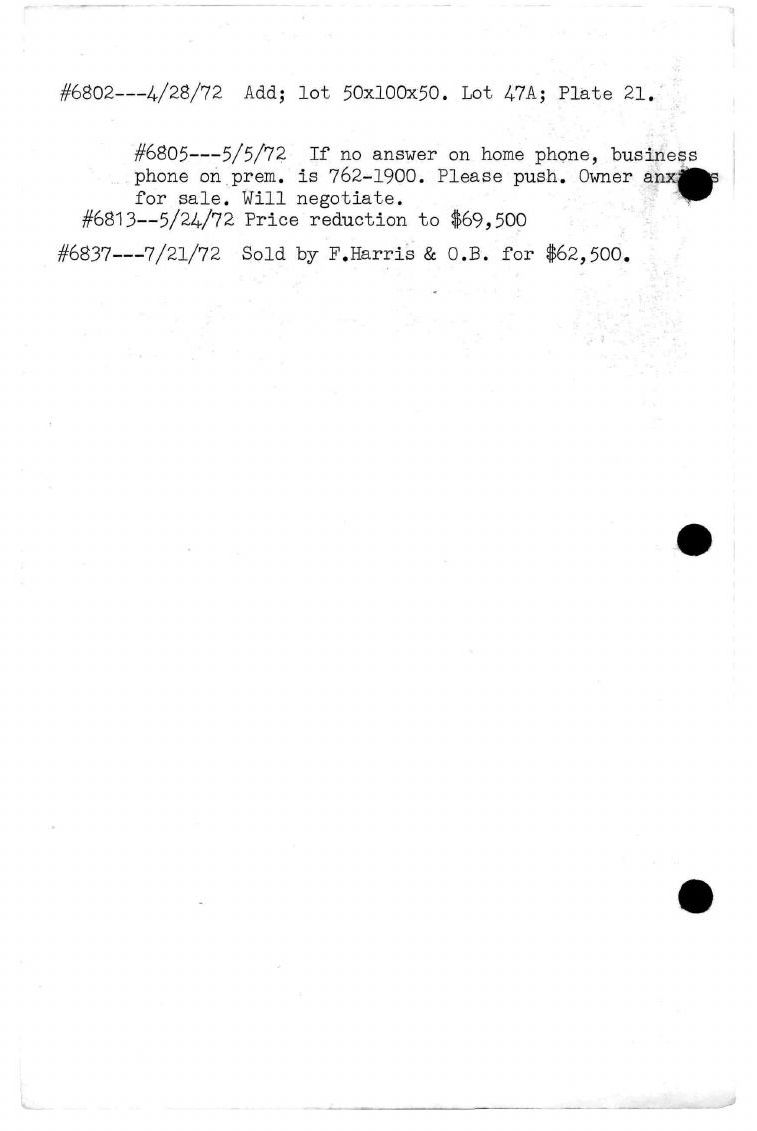 #6802---4/28/72 Add; lot 50x100x50. Lot 47A; Plate 21.
#6805---5/5/72 If no answer on home phone, business
phone on prem. is 762-1900. Please push. Owner
for sale. Will negotiate.
#6813--5/24/72 Price reduction to $69,500
#6837---7/21/72 Sold by F.Harris & O.B. for $62,500.